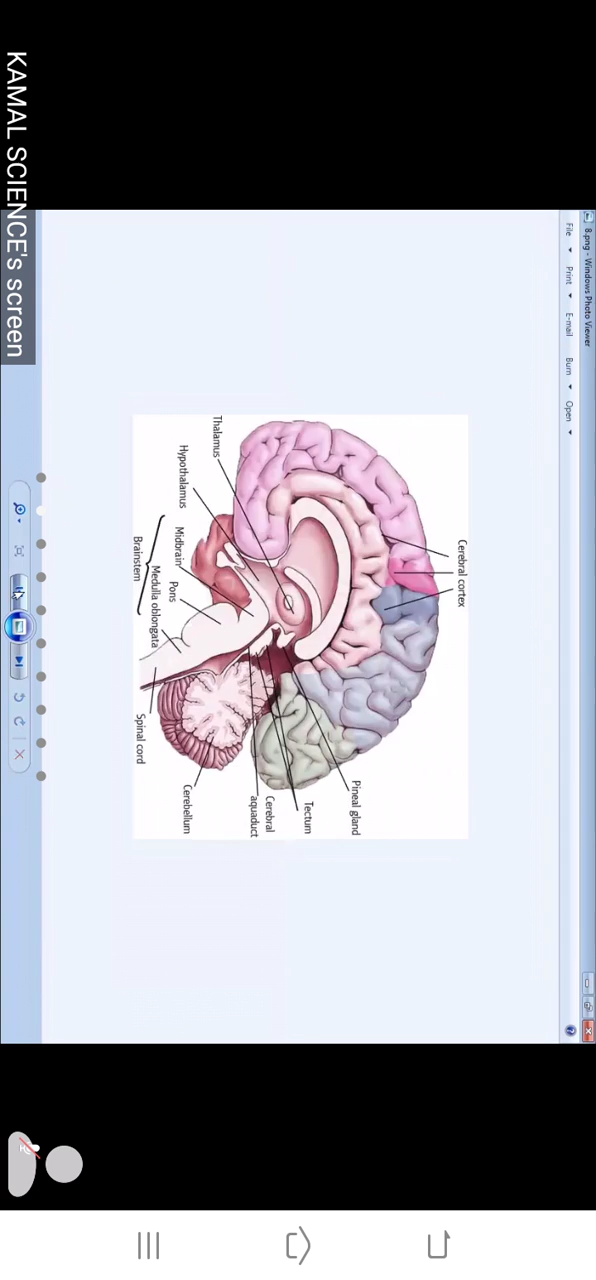 8.png - Windows Photo Viewer
File Print E-mail Burn Open
Cerebral cortex
Thalamus
Hypothalamus
Midbrain
Pons
Medulla oblongata
Brainstem
Pineal gland
Tectum
Cerebral
aquaduct
Cerebellum
Spinal cord
KAMAL SCIENCE's screen